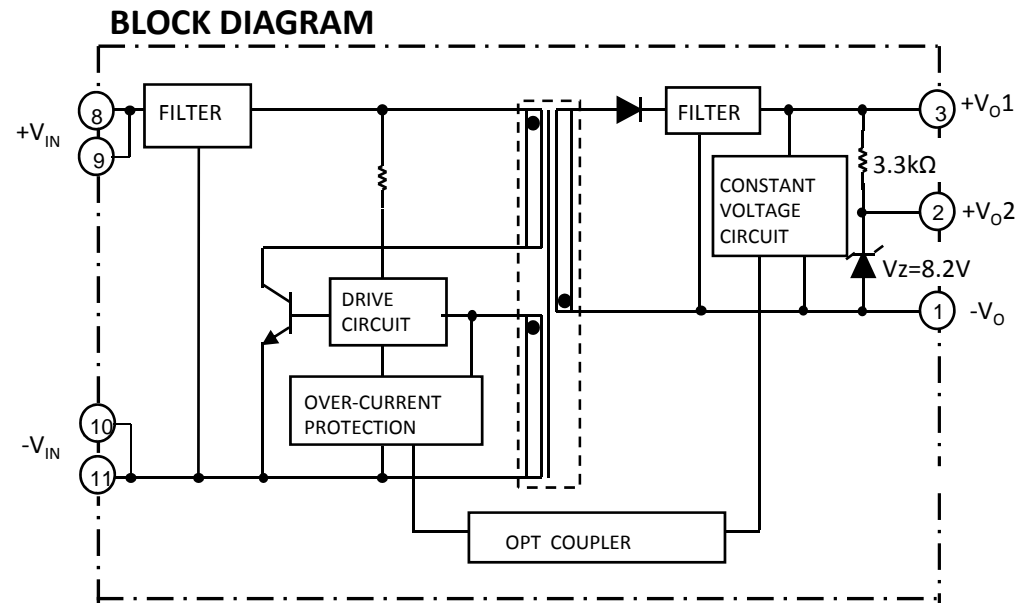 BLOCK DIAGRAM
8
FILTER
FILTER
3
+VO1
+VIN
9
3.3kΩ
CONSTANT
VOLTAGE
CIRCUIT
2
+VO2
Vz=8.2V
DRIVE
CIRCUIT
1
-VO
OVER-CURRENT
PROTECTION
10
-VIN
11
OPT COUPLER